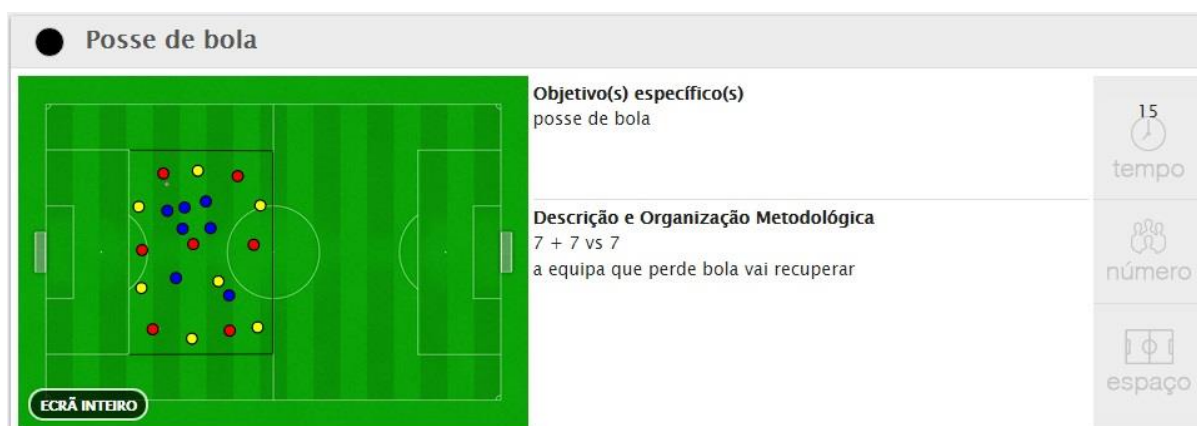 Posse de bola
Objetivo(s) específico(s)
posse de bola
15
tempo
Descrição e Organização Metodológica
7 + 7 vs 7
a equipa que perde bola vai recuperar
número
espaço
ECRÃ INTEIRO